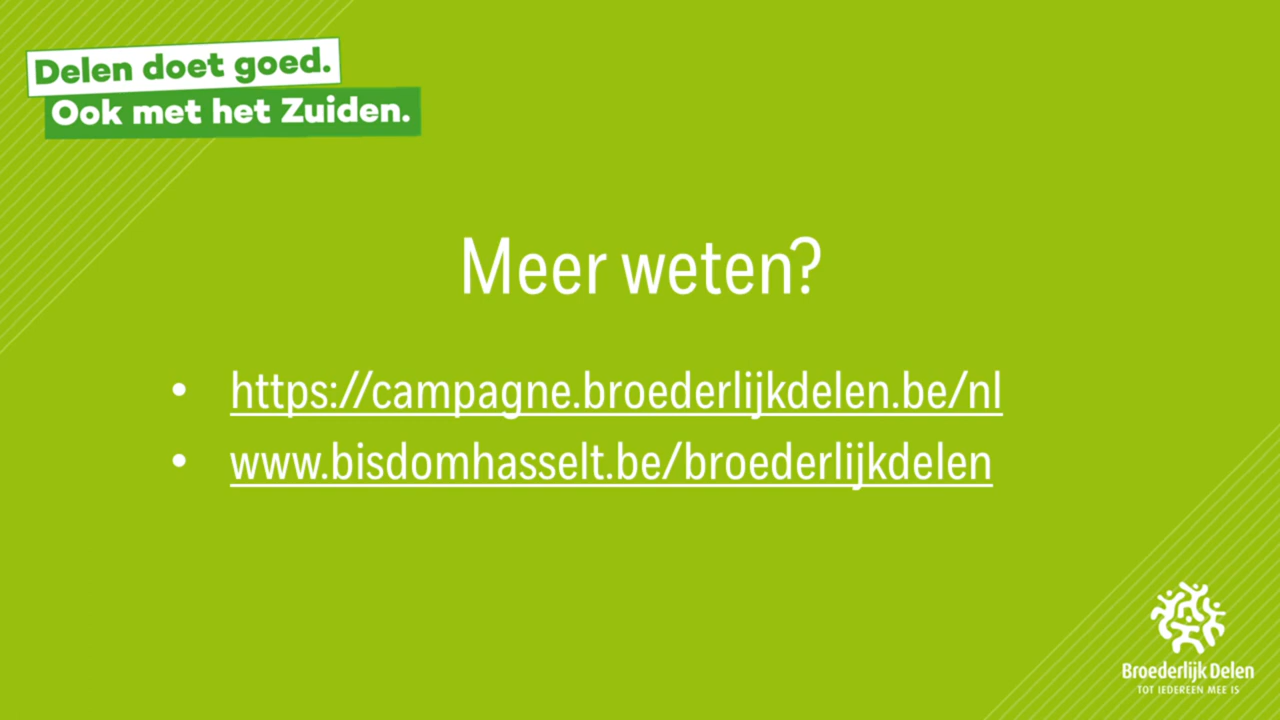 Delen doet goed.
Ook met het Zuiden.
Meer weten?
• https://campagne.broederlijkdelen.be/nl
• www.bisdomhasselt.be/broederlijkdelen
Broederlijk Delen
TOT IEDEREEN MEE IS